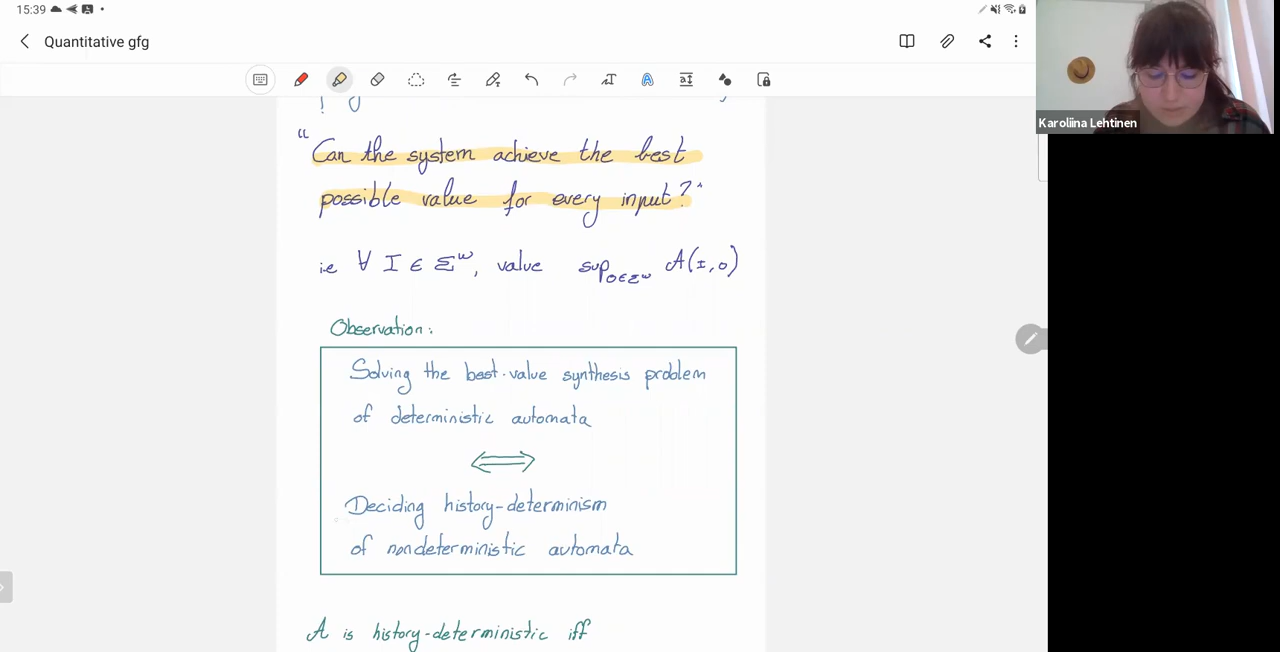 15:39
Quantitative gfg
Karoliina Lehtinen
"Can the system achieve the best
possible value for every input?"
i.e ∀ I ∈ Σ^ω, value sup_{O∈Σ^ω} A(I,O)
Observation:
Solving the best-value synthesis problem
of deterministic automata
⟺
Deciding history-determinism
of nondeterministic automata
A is history-deterministic iff